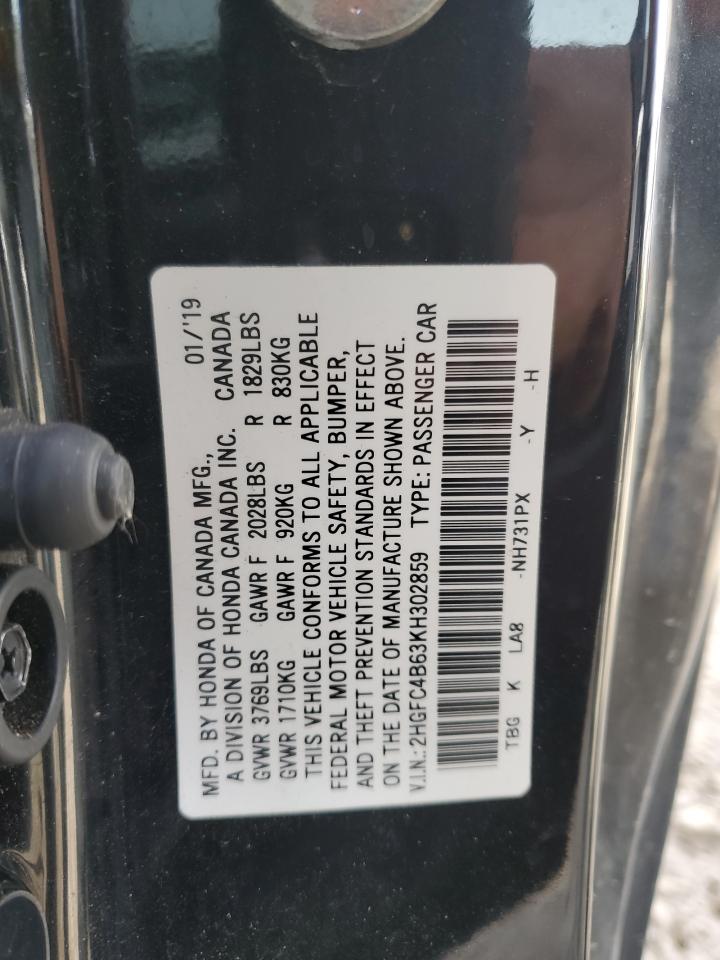 MFD. BY HONDA OF CANADA MFG., 01/'19
A DIVISION OF HONDA CANADA INC. CANADA
GVWR 3769LBS GAWR F 2028LBS R 1829LBS
GVWR 1710KG GAWR F 920KG R 830KG
THIS VEHICLE CONFORMS TO ALL APPLICABLE
FEDERAL MOTOR VEHICLE SAFETY, BUMPER,
AND THEFT PREVENTION STANDARDS IN EFFECT
ON THE DATE OF MANUFACTURE SHOWN ABOVE.
V.I.N.: 2HGFC4B63KH302859 TYPE: PASSENGER CAR
TBG K LA8 -NH731PX -Y -H